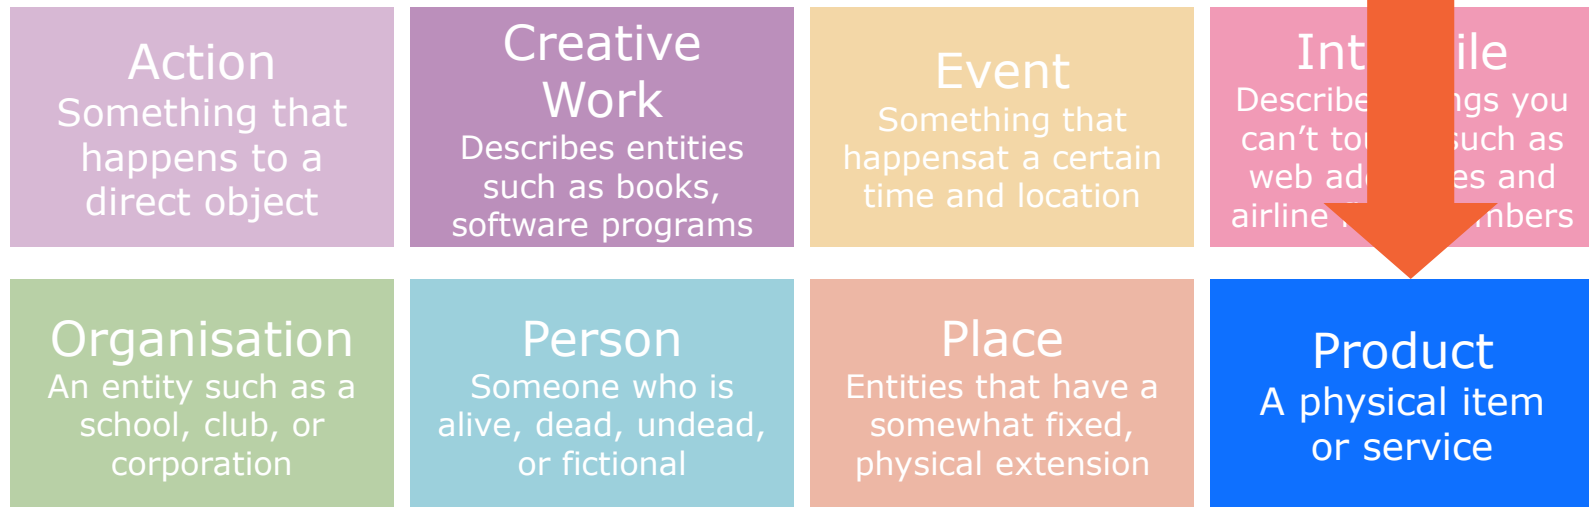 Action
Something that
happens to a
direct object
Creative
Work
Describes entities
such as books,
software programs
Event
Something that
happensat a certain
time and location
Int ile
Describe ngs you
can’t tou such as
web add es and
airline mbers
Organisation
An entity such as a
school, club, or
corporation
Person
Someone who is
alive, dead, undead,
or fictional
Place
Entities that have a
somewhat fixed,
physical extension
Product
A physical item
or service